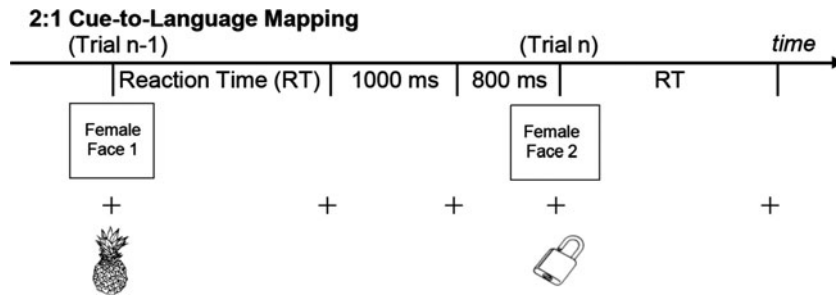 2:1 Cue-to-Language Mapping
(Trial n-1) (Trial n) time
Reaction Time (RT) 1000 ms 800 ms RT
Female
Face 1
Female
Face 2